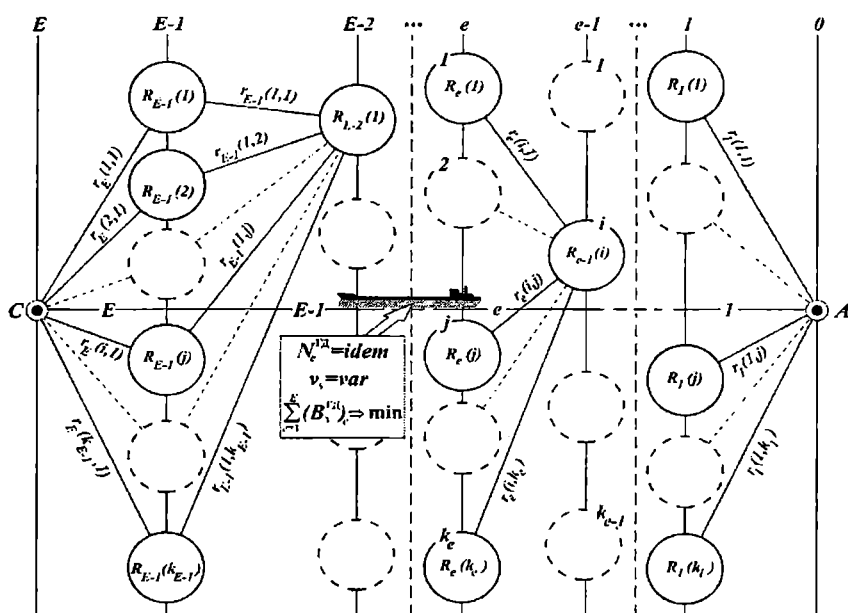 E E-1 E-2 ... e e-1 ... 1 0
1 1
R_{E-1}(1) r_{E-1}(1,1) R_{E-2}(1) R_e(1) R_1(1)
r_E(1,1) r_{E-1}(1,2) r_e(i,1) r_1(1,1)
2
R_{E-1}(2)
r_E(2,1) r_{E-1}(1,j) i
R_{e-1}(i)
C E E-1 e 1 A
r_e(i,j)
j
r_E(i,1) R_{E-1}(j) R_e(j) r_1(1,j) R_1(j)
=idem
v_s=var
⇒ min
r_E(k_{E-1},1) r_{E-1}(1,k_{E-1}) r_e(i,k_e) r_1(1,k_1)
k_e k_{e-1}
R_{E-1}(k_{E-1}) R_e(k_e) R_1(k_1)